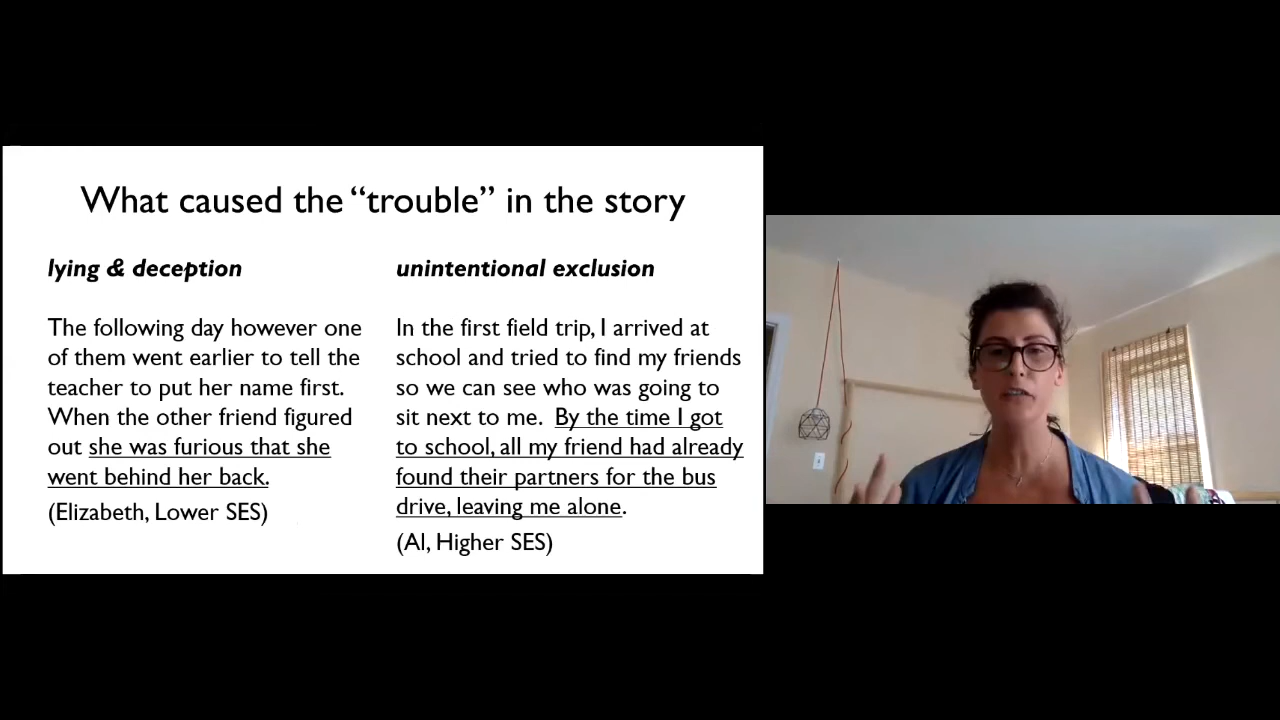 What caused the “trouble” in the story
lying & deception
The following day however one
of them went earlier to tell the
teacher to put her name first.
When the other friend figured
out she was furious that she
went behind her back.
(Elizabeth, Lower SES)
unintentional exclusion
In the first field trip, I arrived at
school and tried to find my friends
so we can see who was going to
sit next to me. By the time I got
to school, all my friend had already
found their partners for the bus
drive, leaving me alone.
(Al, Higher SES)